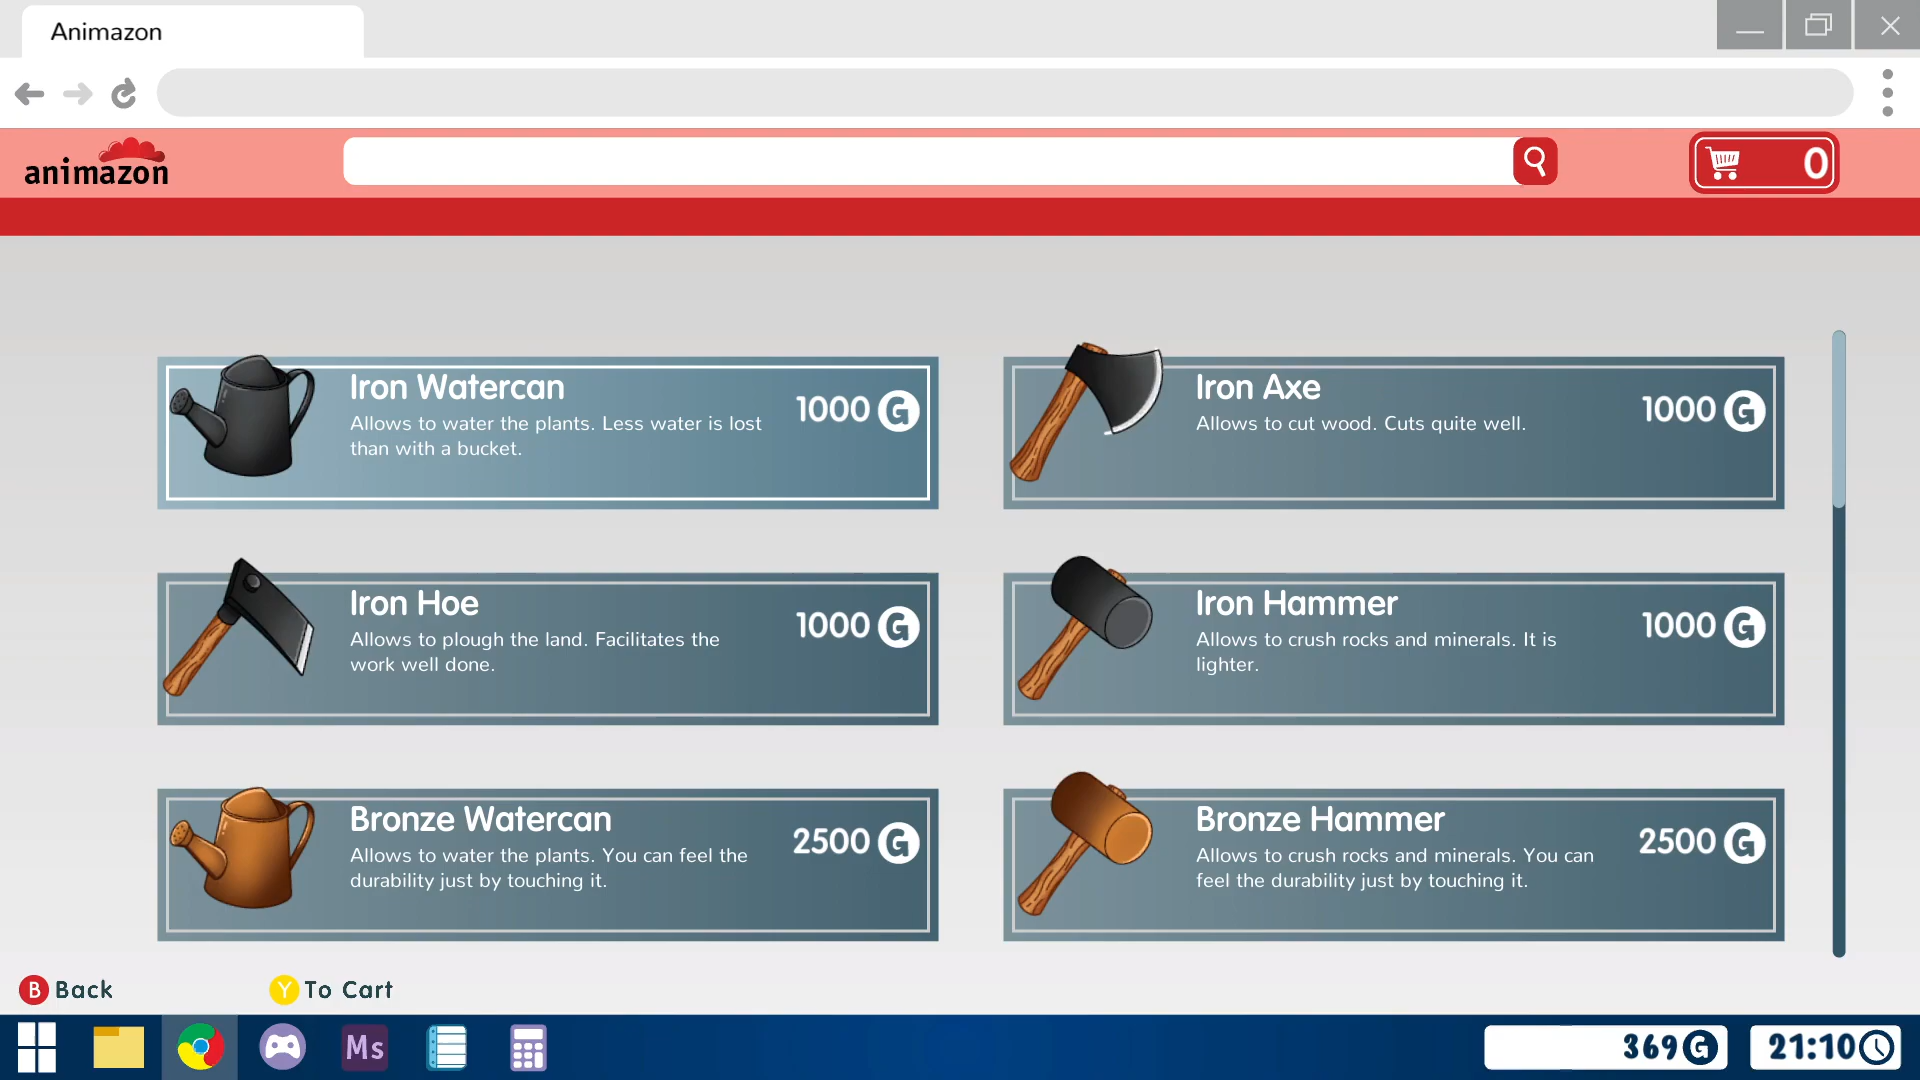 Animazon
animazon
0
Iron Watercan
Allows to water the plants. Less water is lost
than with a bucket.
1000 G
Iron Axe
Allows to cut wood. Cuts quite well.
1000 G
Iron Hoe
Allows to plough the land. Facilitates the
work well done.
1000 G
Iron Hammer
Allows to crush rocks and minerals. It is
lighter.
1000 G
Bronze Watercan
Allows to water the plants. You can feel the
durability just by touching it.
2500 G
Bronze Hammer
Allows to crush rocks and minerals. You can
feel the durability just by touching it.
2500 G
B Back
Y To Cart
Ms
369 G
21:10